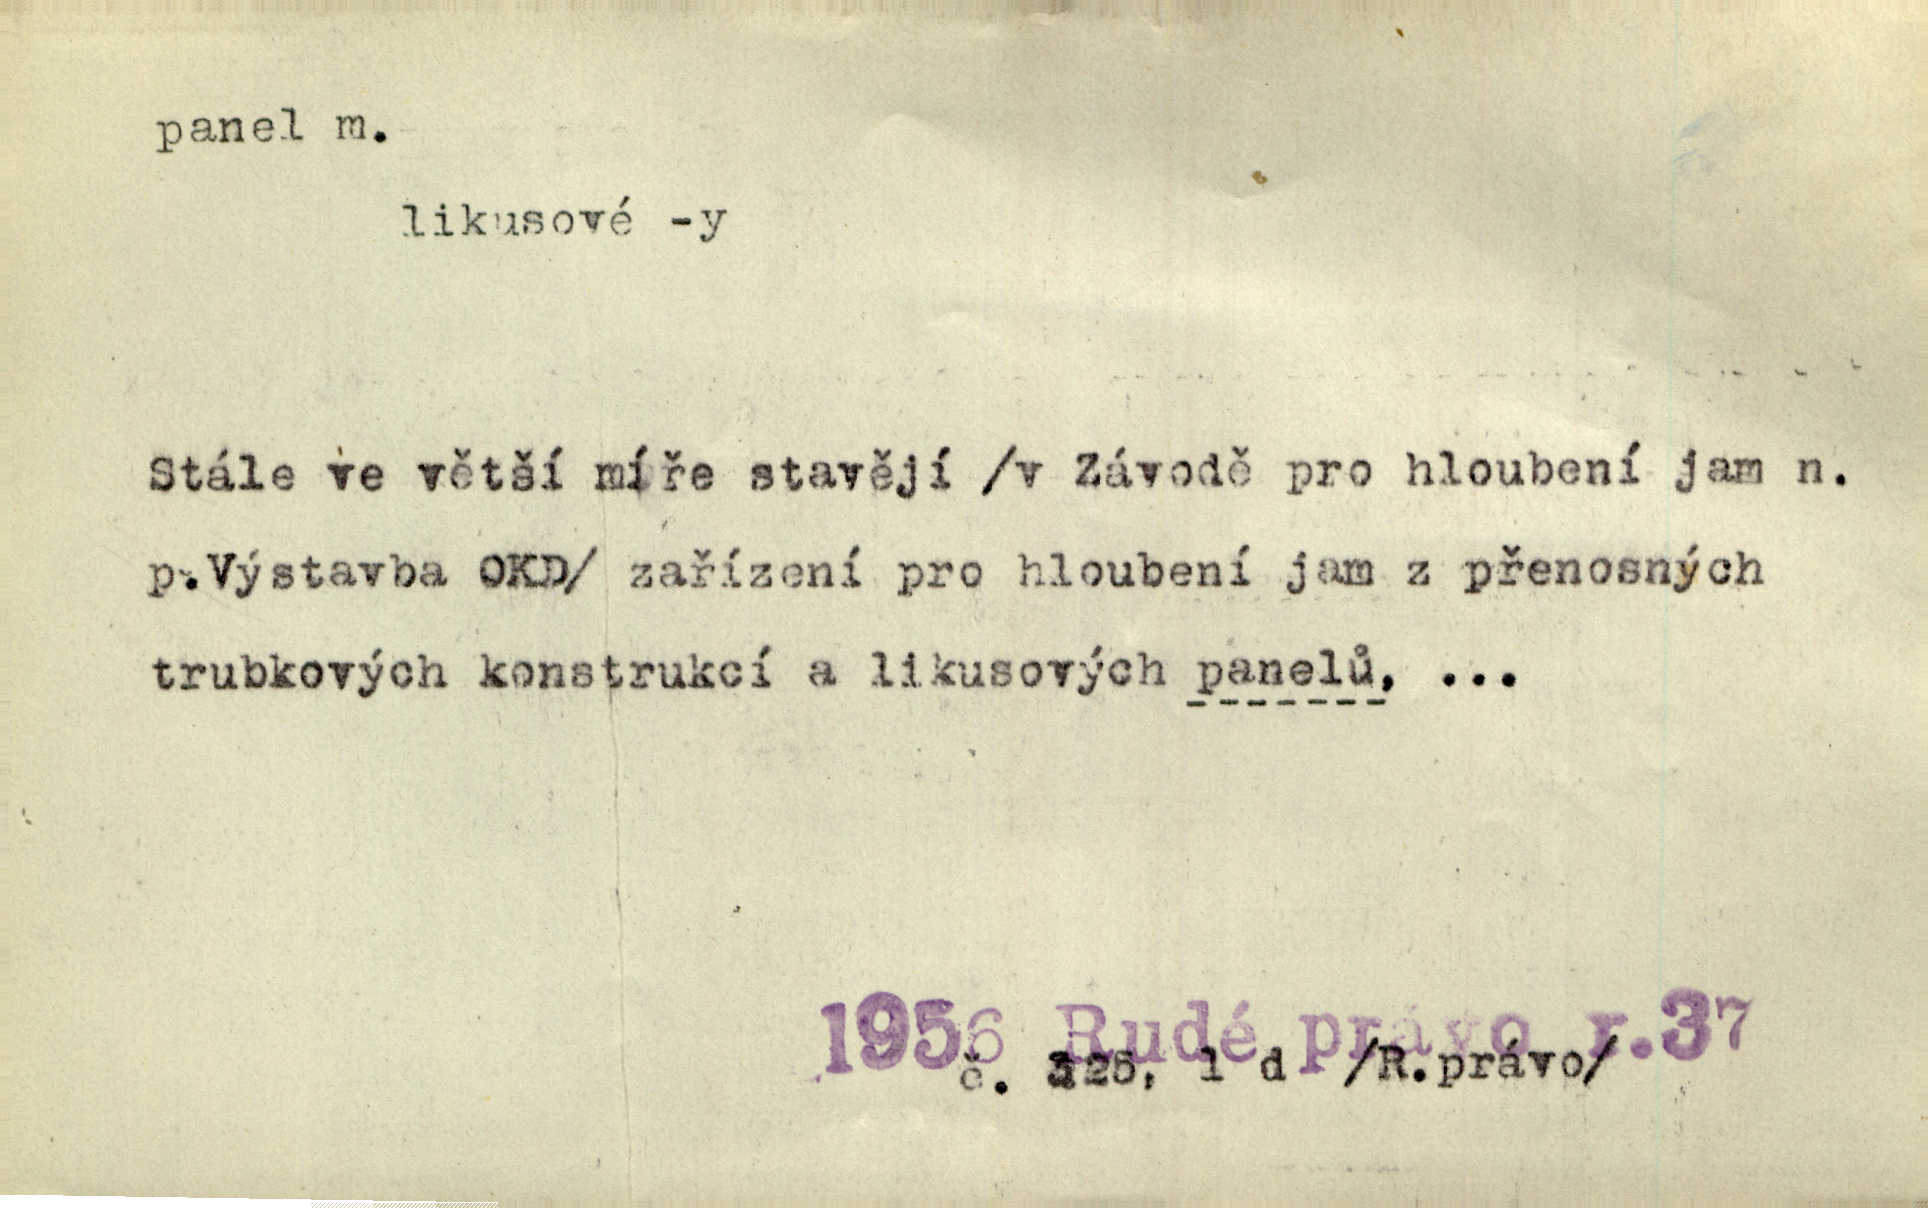 panel m.
likusové -y
Stále ve větší míře stavějí /v Závodě pro hloubení jam n.
p.Výstavba OKD/ zařízení pro hloubení jam z přenosných
trubkových konstrukcí a likusových panelů, ...
1956 Rudé právo r.37
č. 325, 1 d /R.právo/